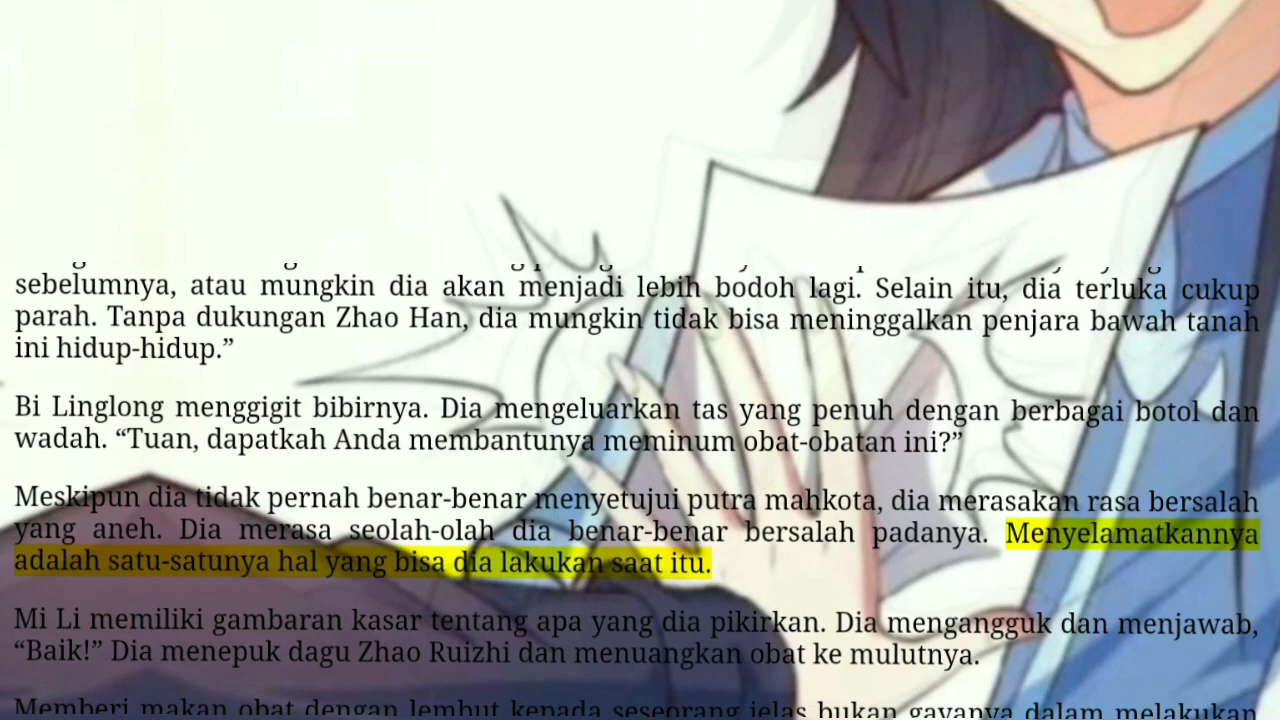 sebelumnya, atau mungkin dia akan menjadi lebih bodoh lagi. Selain itu, dia terluka cukup
parah. Tanpa dukungan Zhao Han, dia mungkin tidak bisa meninggalkan penjara bawah tanah
ini hidup-hidup.”
Bi Linglong menggigit bibirnya. Dia mengeluarkan tas yang penuh dengan berbagai botol dan
wadah. “Tuan, dapatkah Anda membantunya meminum obat-obatan ini?”
Meskipun dia tidak pernah benar-benar menyetujui putra mahkota, dia merasakan rasa bersalah
yang aneh. Dia merasa seolah-olah dia benar-benar bersalah padanya. Menyelamatkannya
adalah satu-satunya hal yang bisa dia lakukan saat itu.
Mi Li memiliki gambaran kasar tentang apa yang dia pikirkan. Dia mengangguk dan menjawab,
“Baik!” Dia menepuk dagu Zhao Ruizhi dan menuangkan obat ke mulutnya.
Memberi makan obat dengan lembut kepada seseorang jelas bukan gayanya dalam melakukan